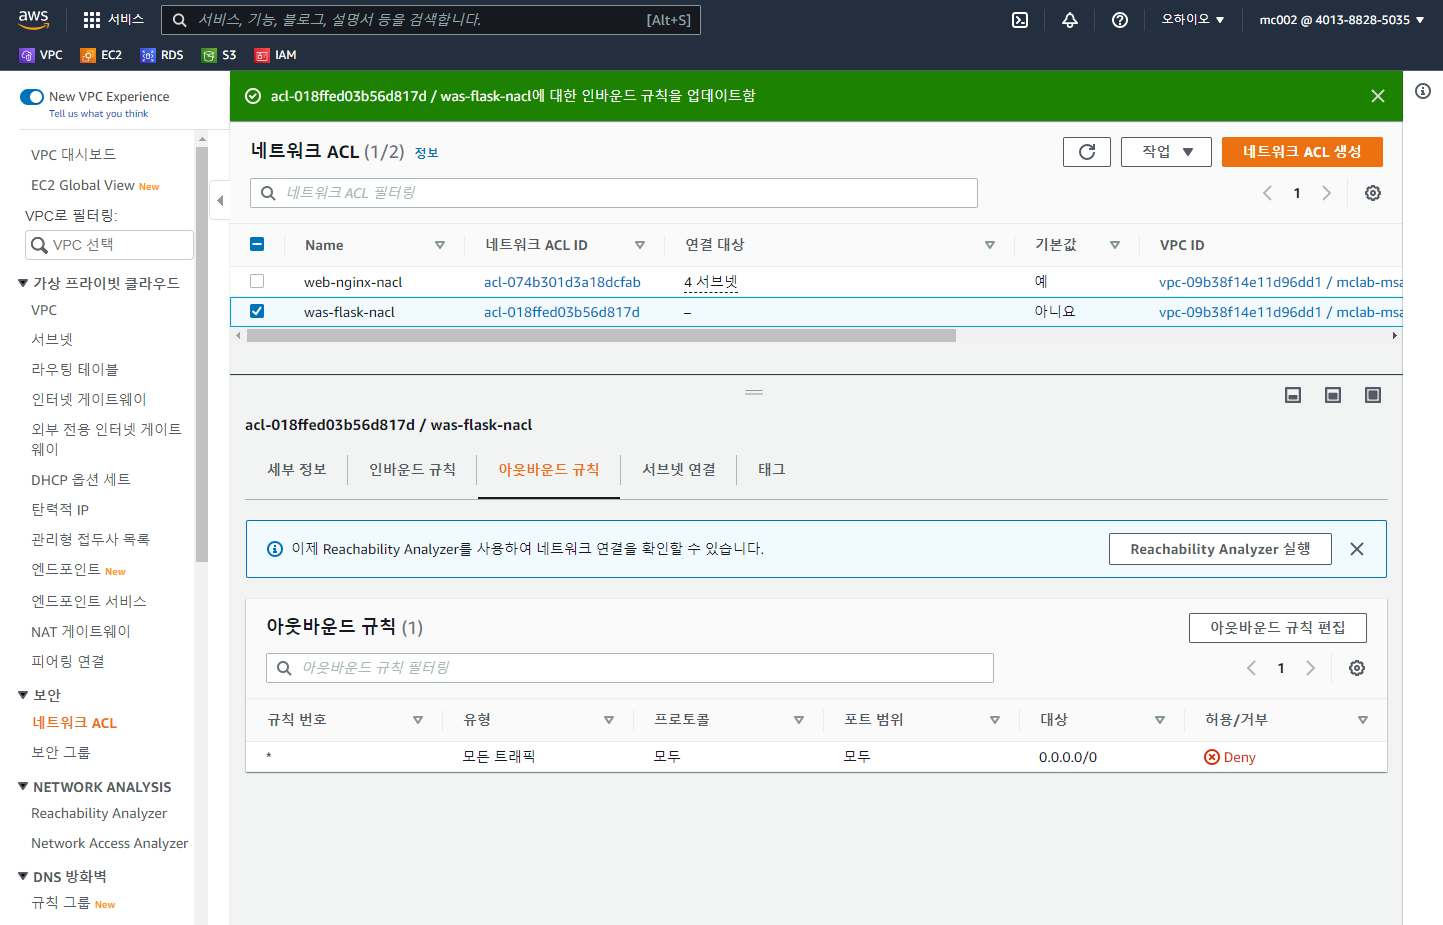 aws
서비스
서비스, 기능, 블로그, 설명서 등을 검색합니다.
[Alt+S]
오하이오
mc002 @ 4013-8828-5035
VPC
EC2
RDS
S3
IAM
New VPC Experience
Tell us what you think
VPC 대시보드
EC2 Global View New
VPC로 필터링:
VPC 선택
가상 프라이빗 클라우드
VPC
서브넷
라우팅 테이블
인터넷 게이트웨이
외부 전용 인터넷 게이트
웨이
DHCP 옵션 세트
탄력적 IP
관리형 접두사 목록
엔드포인트 New
엔드포인트 서비스
NAT 게이트웨이
피어링 연결
보안
네트워크 ACL
보안 그룹
NETWORK ANALYSIS
Reachability Analyzer
Network Access Analyzer
DNS 방화벽
규칙 그룹 New
acl-018ffed03b56d817d / was-flask-nacl에 대한 인바운드 규칙을 업데이트함
네트워크 ACL (1/2) 정보
작업
네트워크 ACL 생성
네트워크 ACL 필터링
1
Name 네트워크 ACL ID 연결 대상 기본값 VPC ID
web-nginx-nacl acl-074b301d3a18dcfab 4 서브넷 예 vpc-09b38f14e11d96dd1 / mclab-msa
was-flask-nacl acl-018ffed03b56d817d – 아니요 vpc-09b38f14e11d96dd1 / mclab-msa
acl-018ffed03b56d817d / was-flask-nacl
세부 정보 인바운드 규칙 아웃바운드 규칙 서브넷 연결 태그
이제 Reachability Analyzer를 사용하여 네트워크 연결을 확인할 수 있습니다.
Reachability Analyzer 실행
아웃바운드 규칙 (1)
아웃바운드 규칙 편집
아웃바운드 규칙 필터링
1
규칙 번호 유형 프로토콜 포트 범위 대상 허용/거부
* 모든 트래픽 모두 모두 0.0.0.0/0 Deny